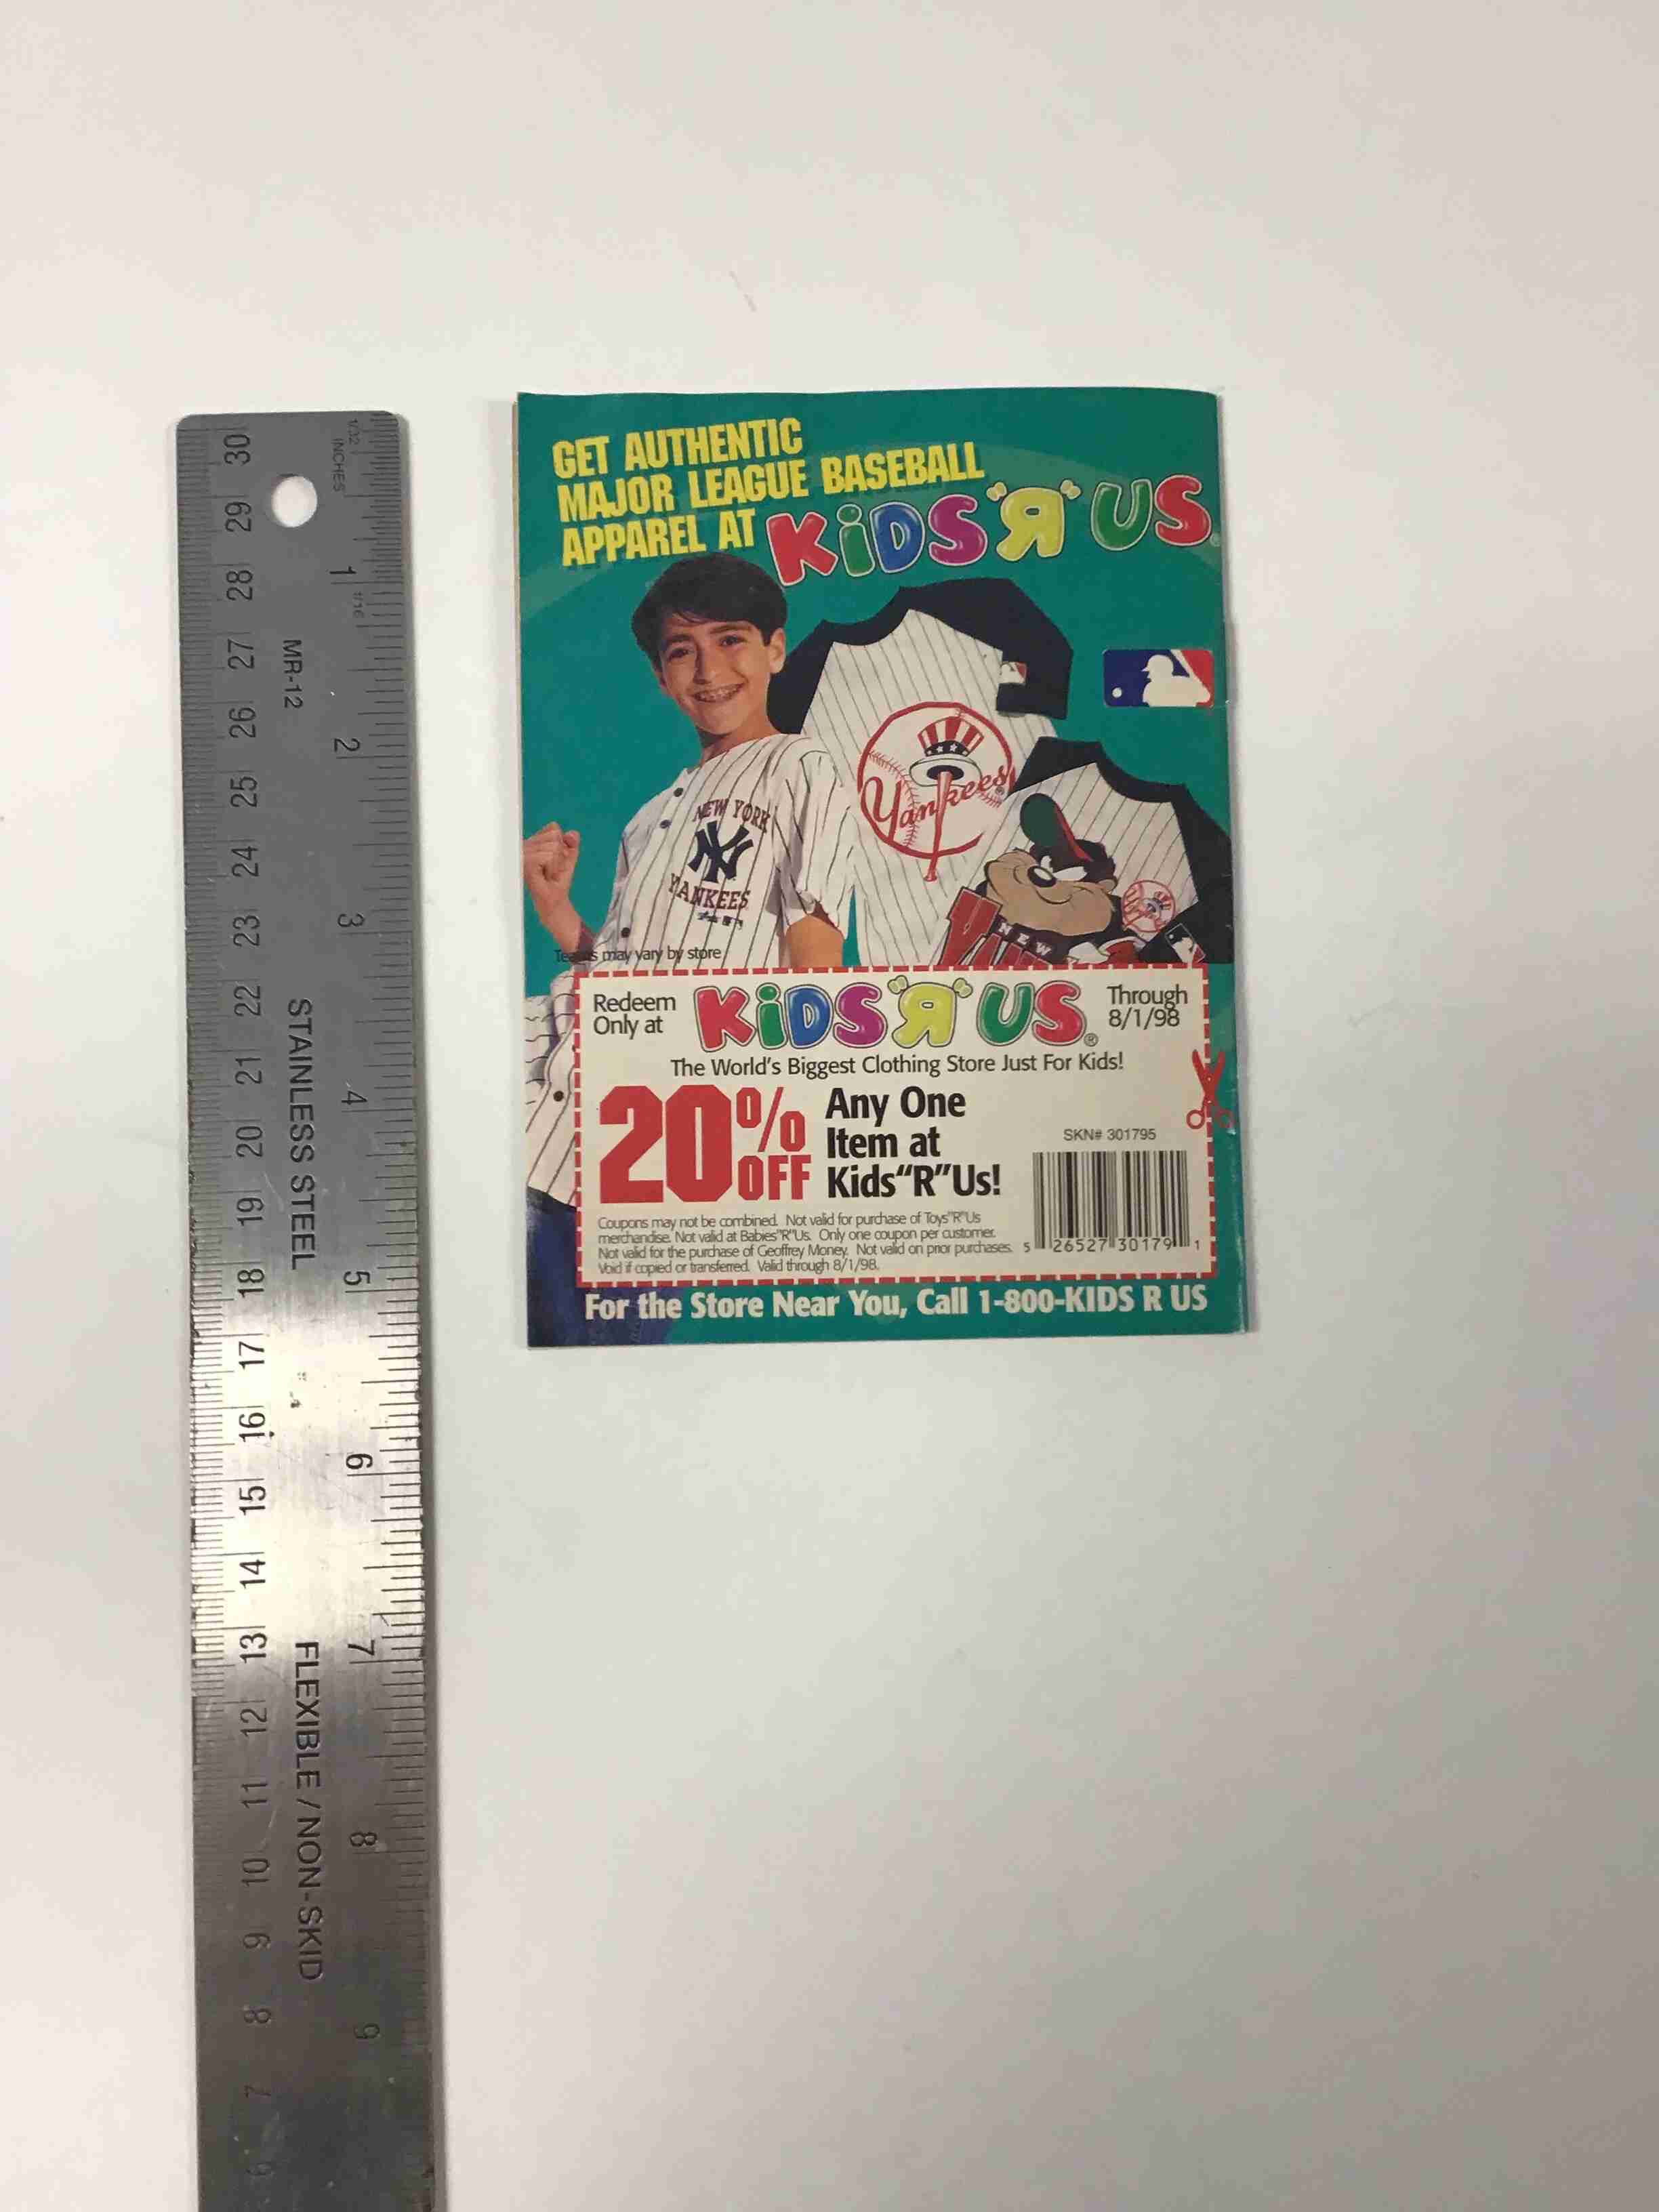 GET AUTHENTIC
MAJOR LEAGUE BASEBALL
APPAREL AT KiDS "R" US
NEW YORK
NY
YANKEES
Yankees
NEW
Teams may vary by store
Redeem
Only at
KiDS "R" US®
Through
8/1/98
The World's Biggest Clothing Store Just For Kids!
20% OFF
Any One
Item at
Kids"R"Us!
SKN# 301795
5 26527 30179 1
Coupons may not be combined. Not valid for purchase of Toys"R"Us
merchandise. Not valid at Babies"R"Us. Only one coupon per customer.
Not valid for the purchase of Geoffrey Money. Not valid on prior purchases.
Void if copied or transferred. Valid through 8/1/98.
For the Store Near You, Call 1-800-KIDS R US
1/32
INCHES
1/16
1
2
3
4
5
6
7
8
9
MR-12
STAINLESS STEEL
FLEXIBLE / NON-SKID
30
29
28
27
26
25
24
23
22
21
20
19
18
17
16
15
14
13
12
11
10
9
8
7
6